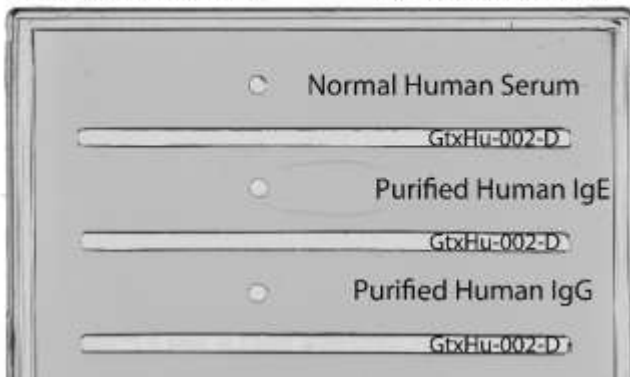 Normal Human Serum
GtxHu-002-D
Purified Human IgE
GtxHu-002-D
Purified Human IgG
GtxHu-002-D